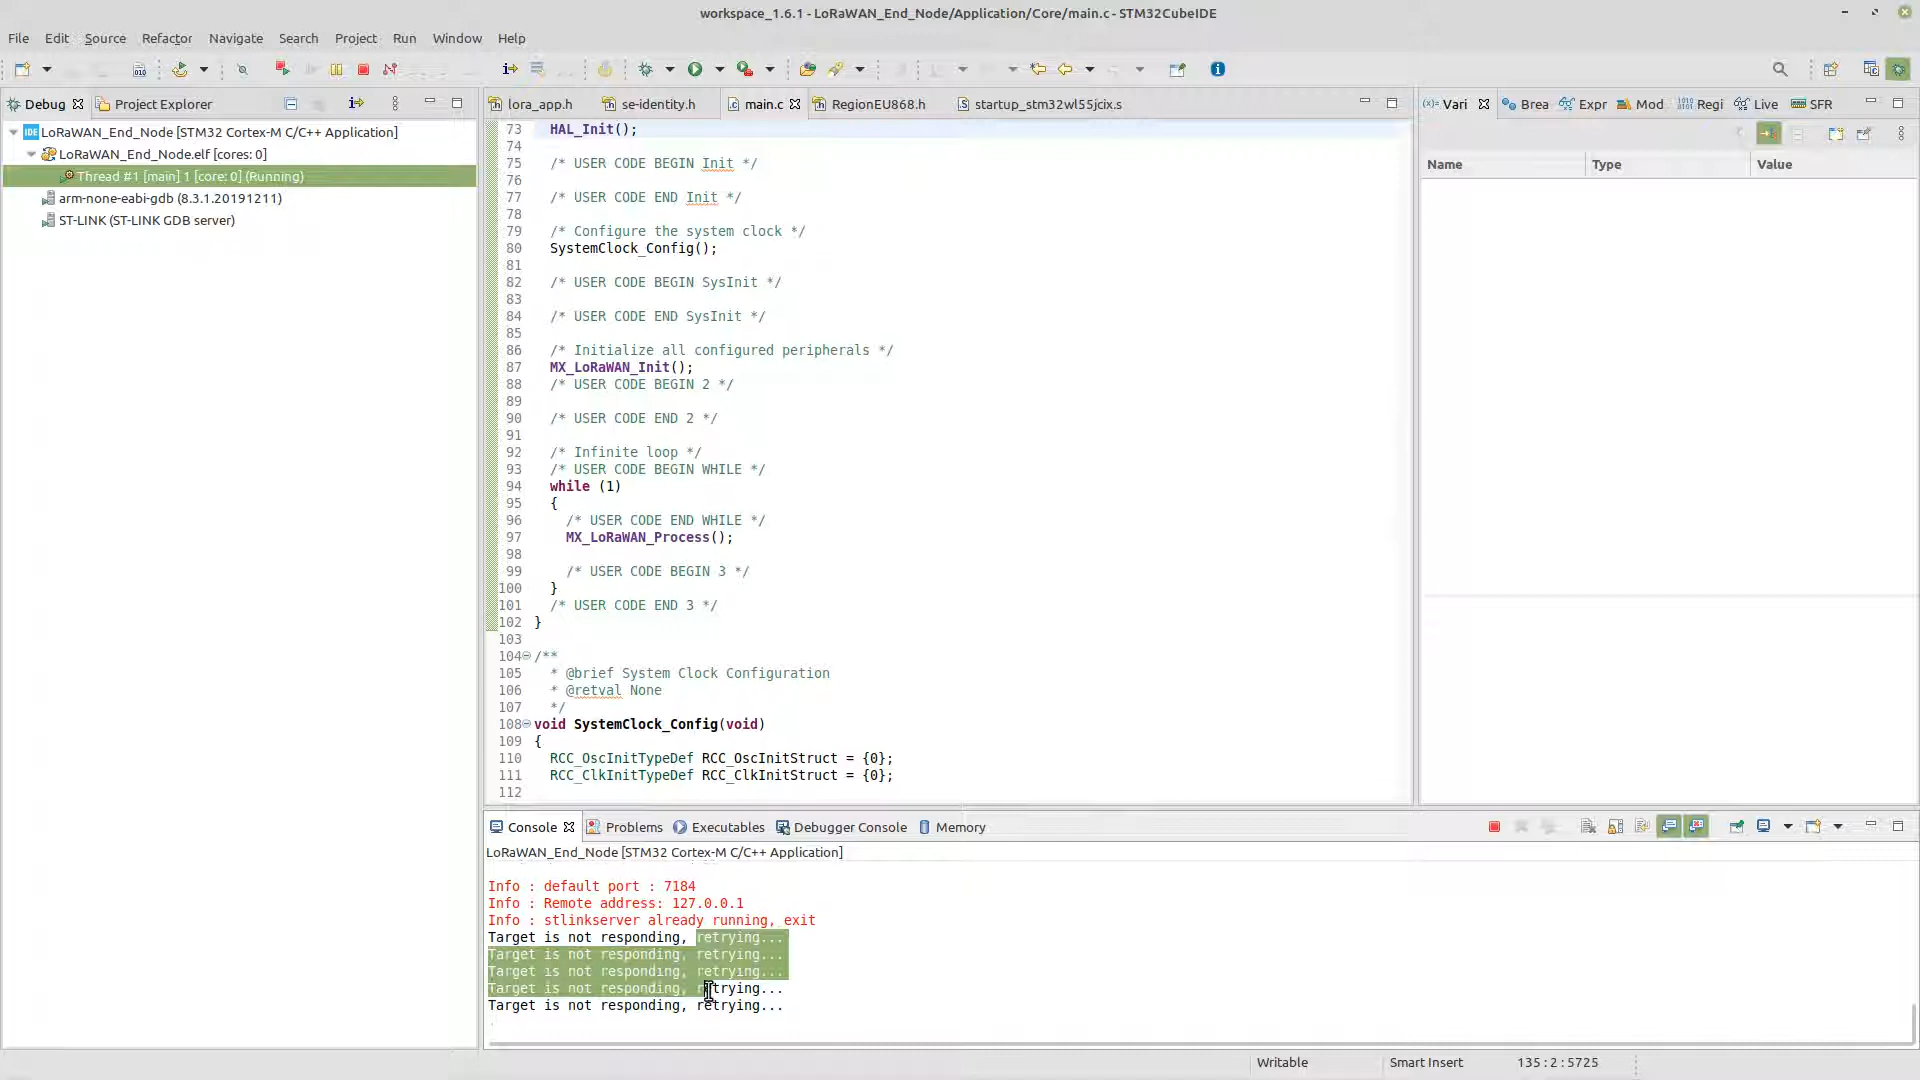 workspace_1.6.1 - LoRaWAN_End_Node/Application/Core/main.c - STM32CubeIDE
File Edit Source Refactor Navigate Search Project Run Window Help
Debug Project Explorer
LoRaWAN_End_Node [STM32 Cortex-M C/C++ Application]
LoRaWAN_End_Node.elf [cores: 0]
Thread #1 [main] 1 [core: 0] (Running)
arm-none-eabi-gdb (8.3.1.20191211)
ST-LINK (ST-LINK GDB server)
lora_app.h se-identity.h main.c RegionEU868.h startup_stm32wl55jcix.s
73 HAL_Init();
74
75 /* USER CODE BEGIN Init */
76
77 /* USER CODE END Init */
78
79 /* Configure the system clock */
80 SystemClock_Config();
81
82 /* USER CODE BEGIN SysInit */
83
84 /* USER CODE END SysInit */
85
86 /* Initialize all configured peripherals */
87 MX_LoRaWAN_Init();
88 /* USER CODE BEGIN 2 */
89
90 /* USER CODE END 2 */
91
92 /* Infinite loop */
93 /* USER CODE BEGIN WHILE */
94 while (1)
95 {
96 /* USER CODE END WHILE */
97 MX_LoRaWAN_Process();
98
99 /* USER CODE BEGIN 3 */
100 }
101 /* USER CODE END 3 */
102 }
103
104 /**
105 * @brief System Clock Configuration
106 * @retval None
107 */
108 void SystemClock_Config(void)
109 {
110 RCC_OscInitTypeDef RCC_OscInitStruct = {0};
111 RCC_ClkInitTypeDef RCC_ClkInitStruct = {0};
112
(x)= Vari Brea Expr Mod Regi Live SFR
Name Type Value
Console Problems Executables Debugger Console Memory
LoRaWAN_End_Node [STM32 Cortex-M C/C++ Application]
Info : default port : 7184
Info : Remote address: 127.0.0.1
Info : stlinkserver already running, exit
Target is not responding, retrying...
Target is not responding, retrying...
Target is not responding, retrying...
Target is not responding, retrying...
Target is not responding, retrying...
Writable Smart Insert 135 : 2 : 5725